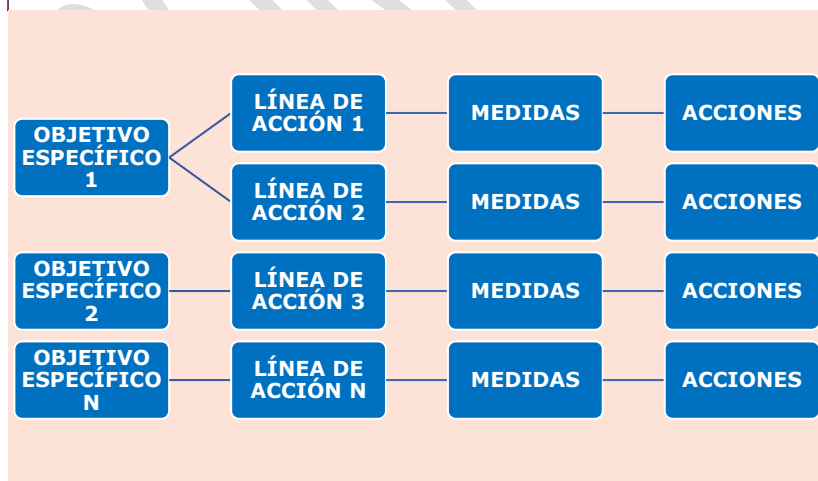 LÍNEA DE
ACCIÓN 1
MEDIDAS
ACCIONES
OBJETIVO
ESPECÍFICO
1
LÍNEA DE
ACCIÓN 2
MEDIDAS
ACCIONES
OBJETIVO
ESPECÍFICO
2
LÍNEA DE
ACCIÓN 3
MEDIDAS
ACCIONES
OBJETIVO
ESPECÍFICO
N
LÍNEA DE
ACCIÓN N
MEDIDAS
ACCIONES